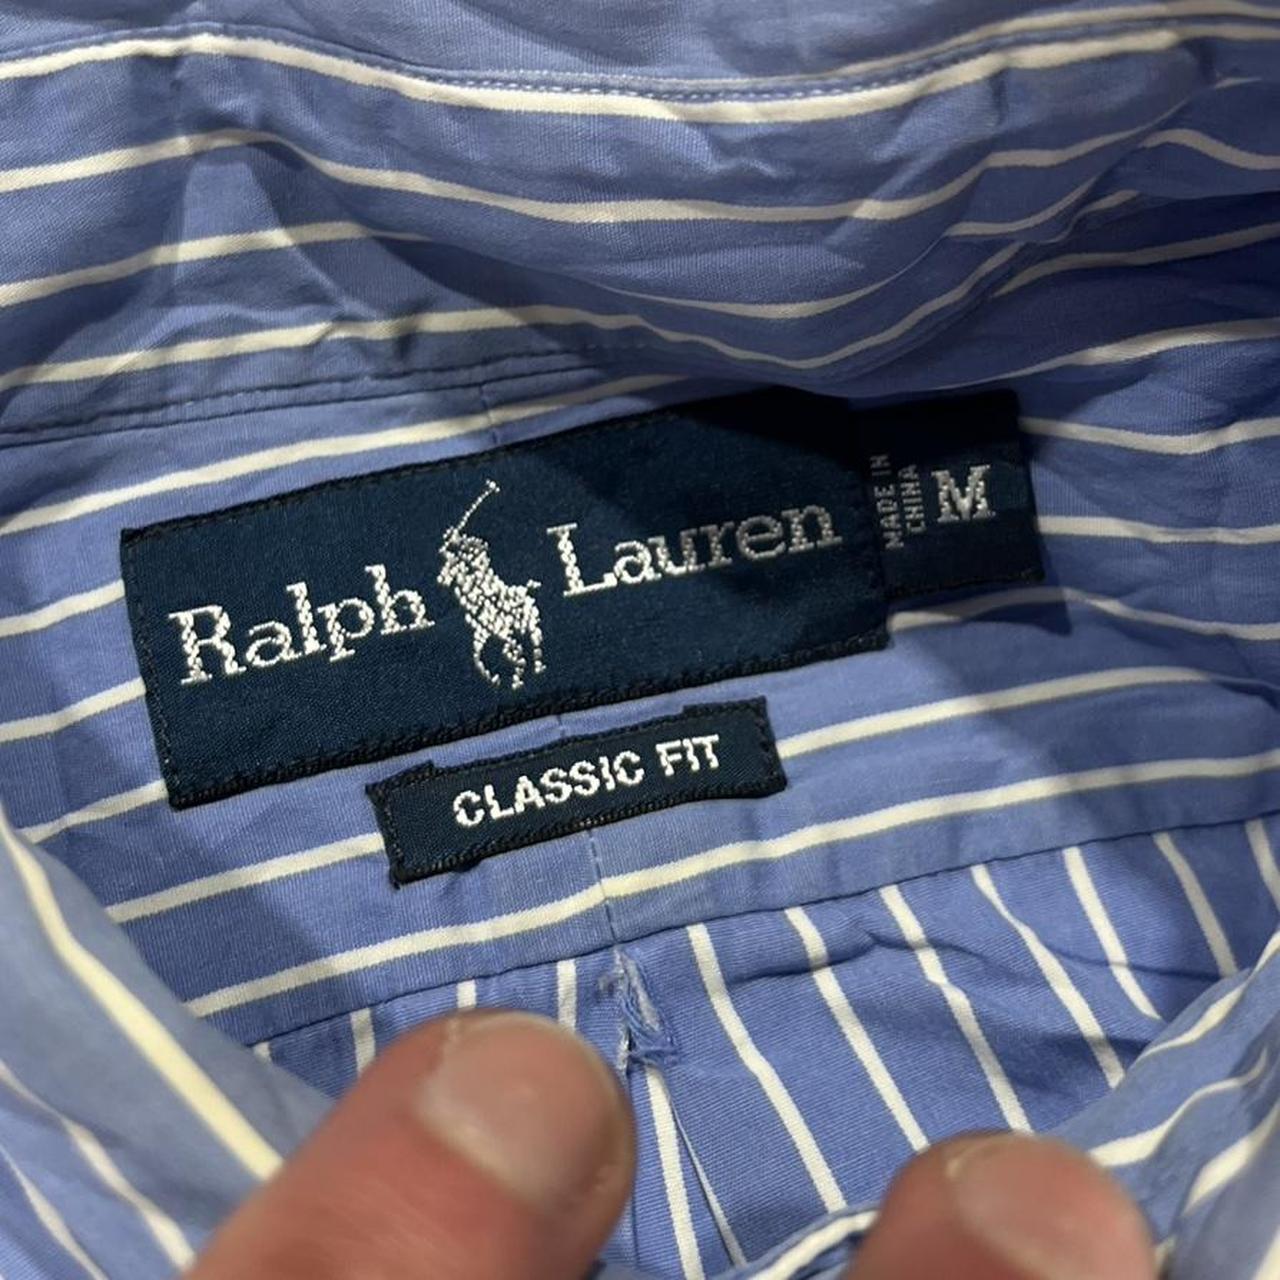 Ralph Lauren
MADE IN
CHINA
M
CLASSIC FIT